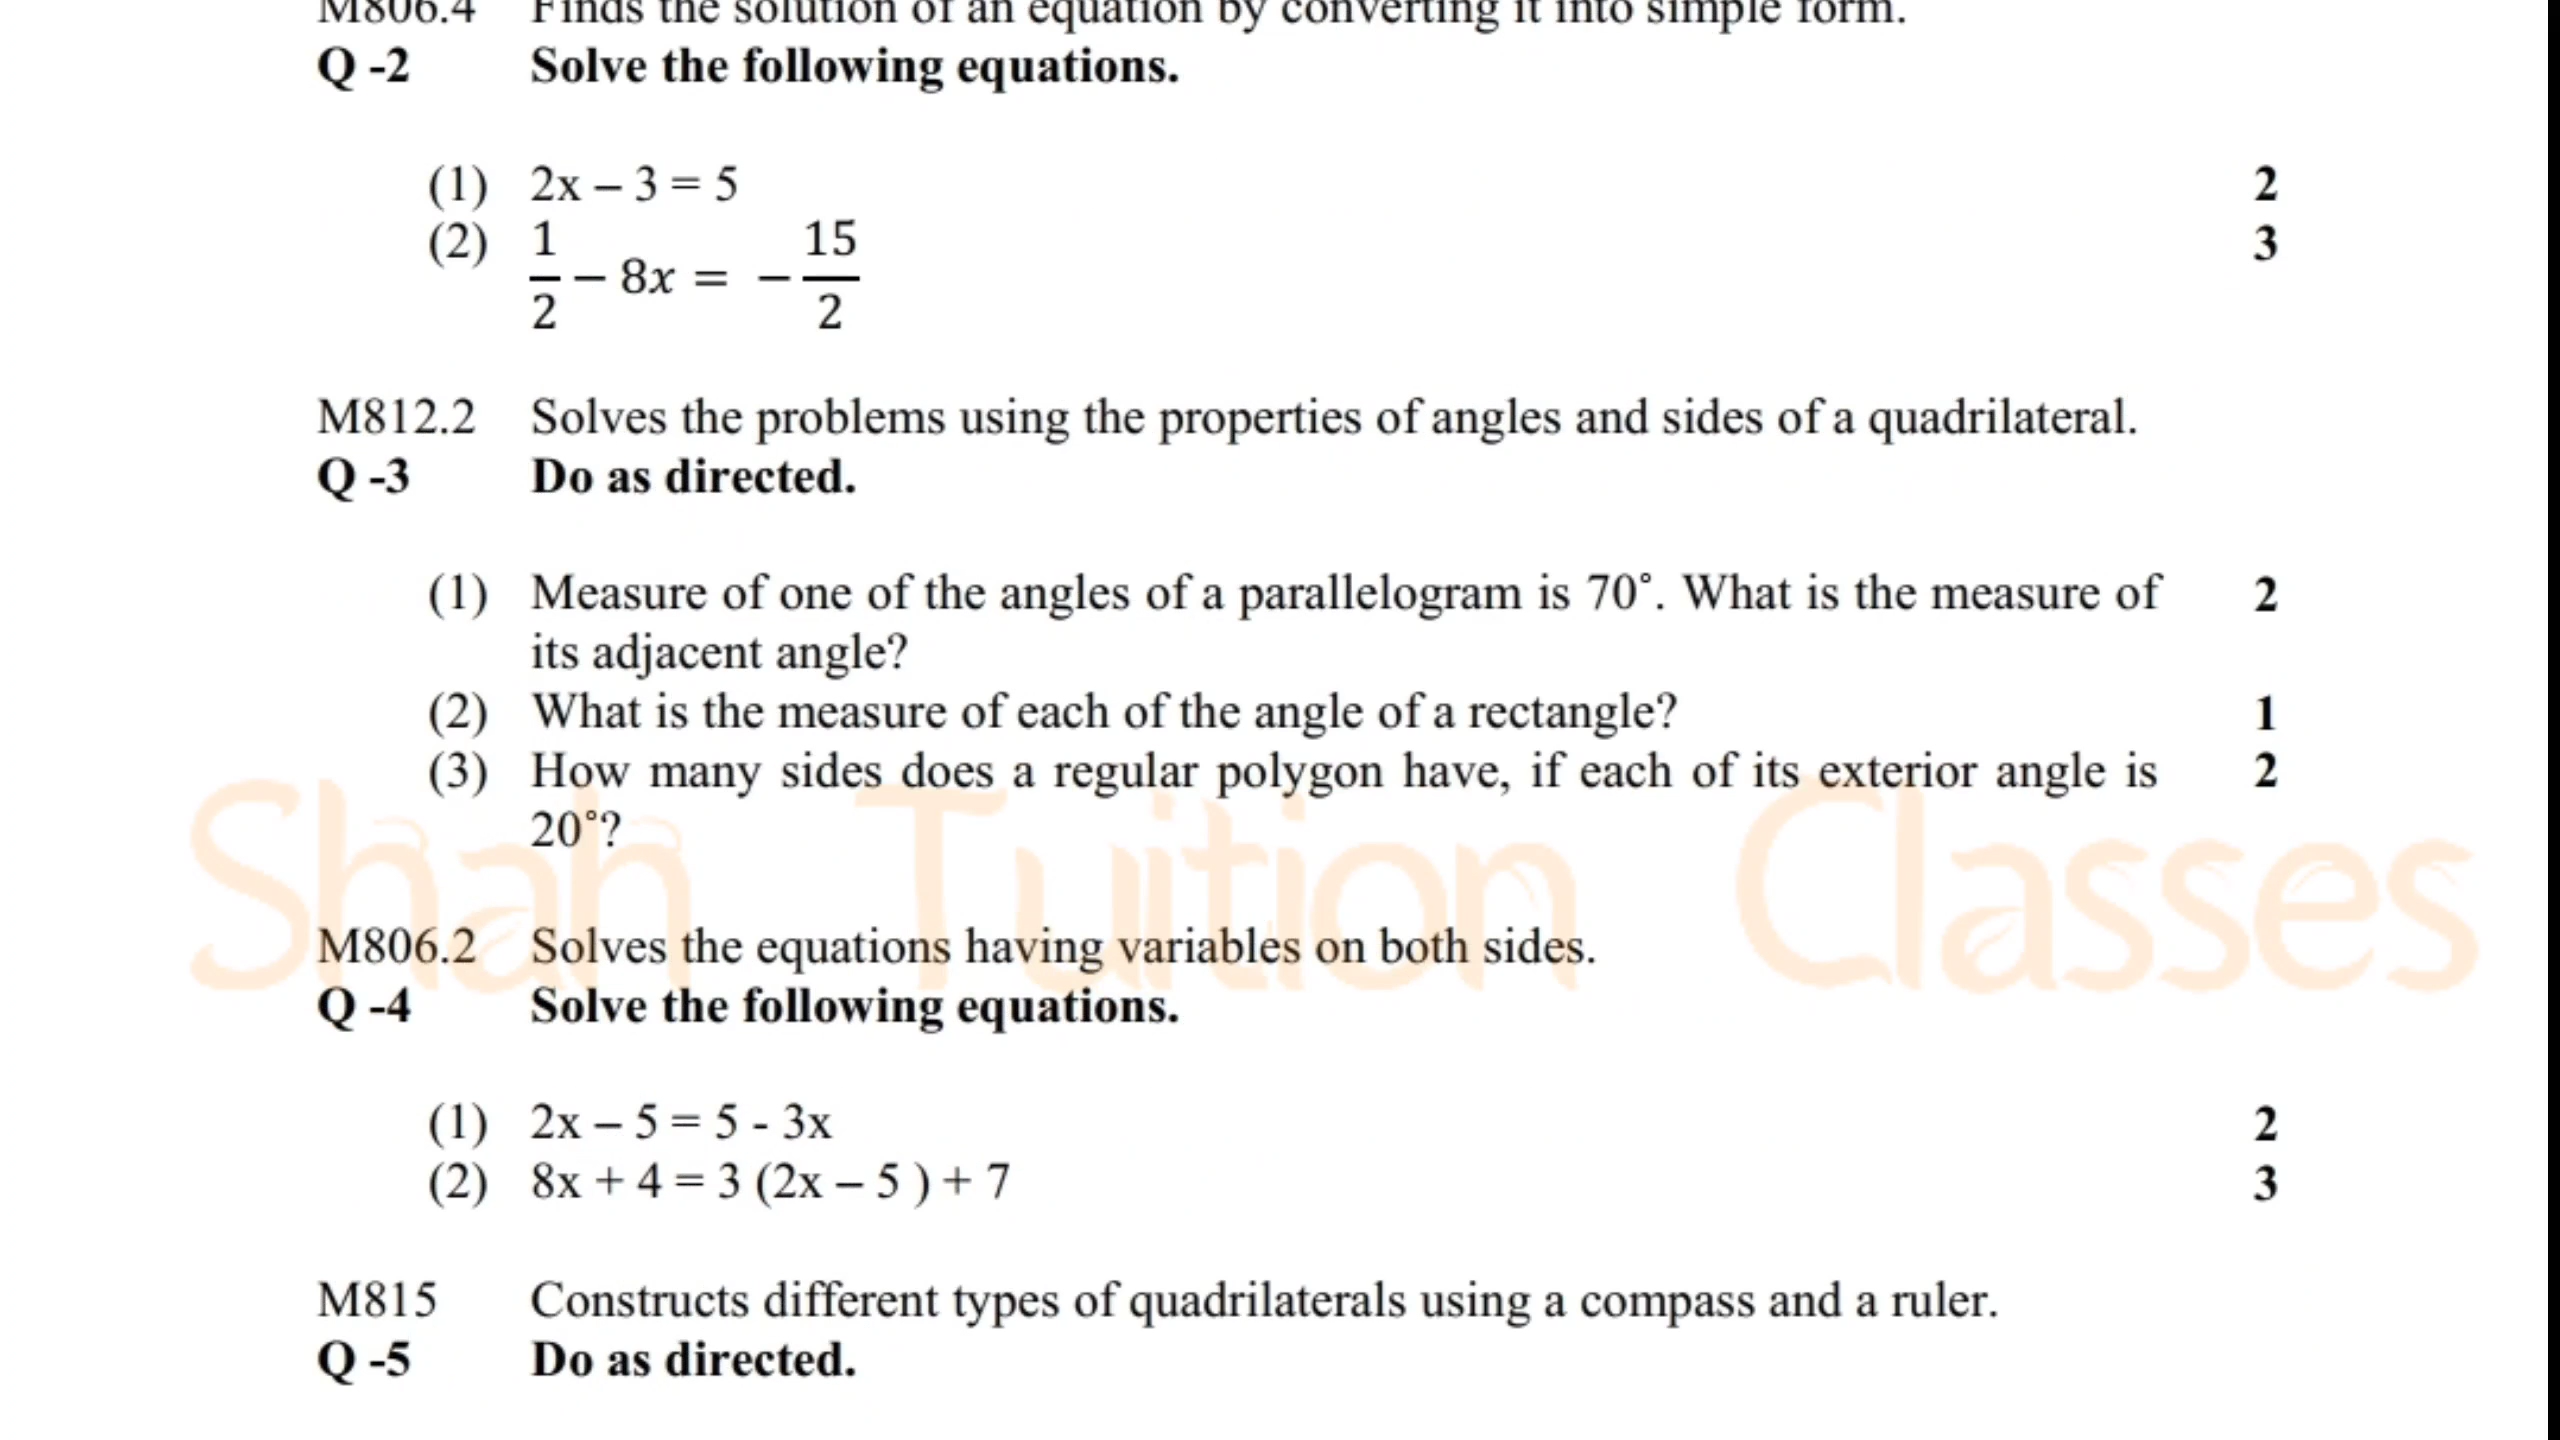 M806.4 Finds the solution of an equation by converting it into simple form.
Q -2 Solve the following equations.
(1) 2x – 3 = 5 2
(2) 1/2 − 8x = − 15/2 3
M812.2 Solves the problems using the properties of angles and sides of a quadrilateral.
Q -3 Do as directed.
(1) Measure of one of the angles of a parallelogram is 70°. What is the measure of 2
its adjacent angle?
(2) What is the measure of each of the angle of a rectangle? 1
(3) How many sides does a regular polygon have, if each of its exterior angle is 2
20°?
Shah Tuition Classes
M806.2 Solves the equations having variables on both sides.
Q -4 Solve the following equations.
(1) 2x – 5 = 5 - 3x 2
(2) 8x + 4 = 3 (2x – 5 ) + 7 3
M815 Constructs different types of quadrilaterals using a compass and a ruler.
Q -5 Do as directed.